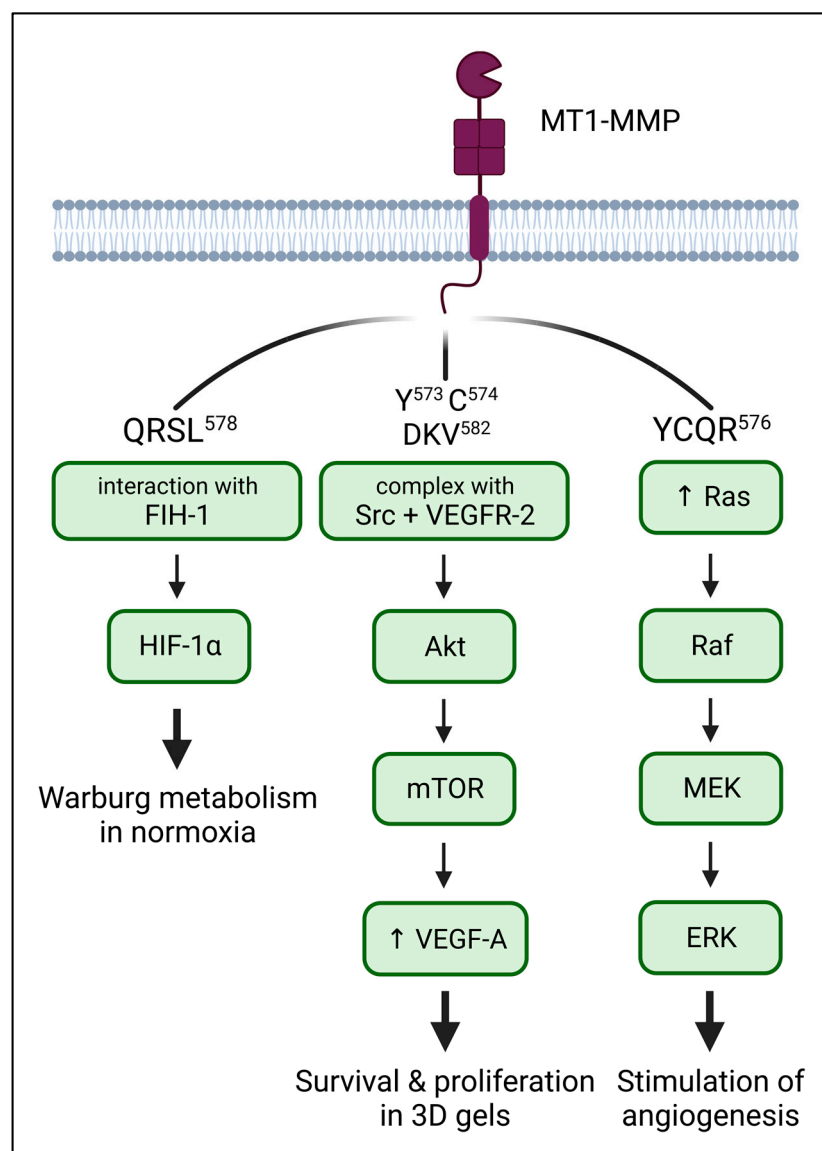 MT1-MMP
QRSL⁵⁷⁸
interaction with
FIH-1
HIF-1α
Warburg metabolism
in normoxia
Y⁵⁷³ C⁵⁷⁴
DKV⁵⁸²
complex with
Src + VEGFR-2
Akt
mTOR
↑ VEGF-A
Survival & proliferation
in 3D gels
YCQR⁵⁷⁶
↑ Ras
Raf
MEK
ERK
Stimulation of
angiogenesis